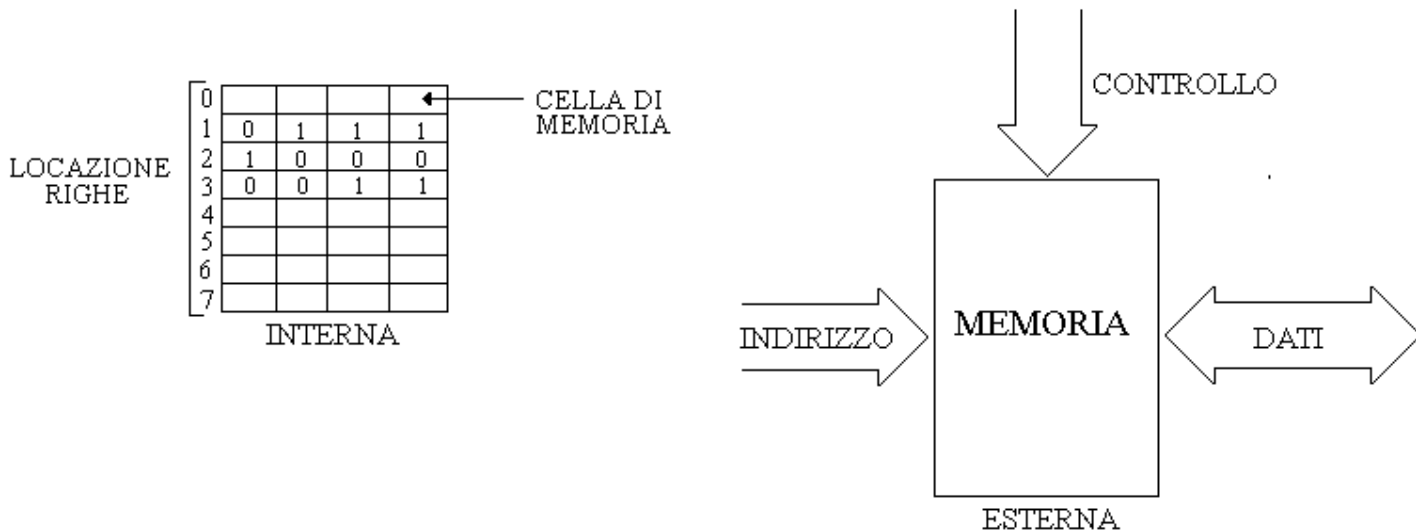 CONTROLLO
0
CELLA DI
MEMORIA
1 0 1 1 1
2 1 0 0 0
3 0 0 1 1
LOCAZIONE
RIGHE
4
5
6
7
INTERNA
INDIRIZZO
MEMORIA
DATI
ESTERNA